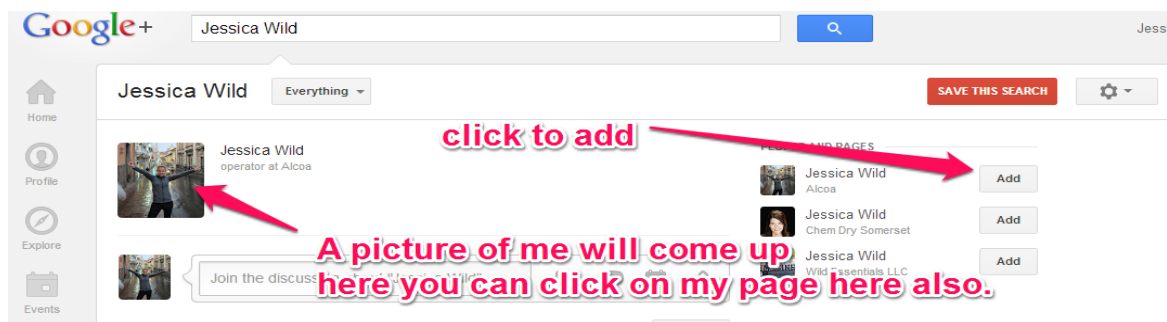 Google+
Jessica Wild
Jess
Home
Profile
Explore
Events
Jessica Wild
Everything
SAVE THIS SEARCH
click to add
Jessica Wild
operator at Alcoa
AND PAGES
Jessica Wild
Alcoa
Add
Jessica Wild
Chem Dry Somerset
Add
Jessica Wild
Wild Essentials LLC
Add
A picture of me will come up
here you can click on my page here also.
Join the